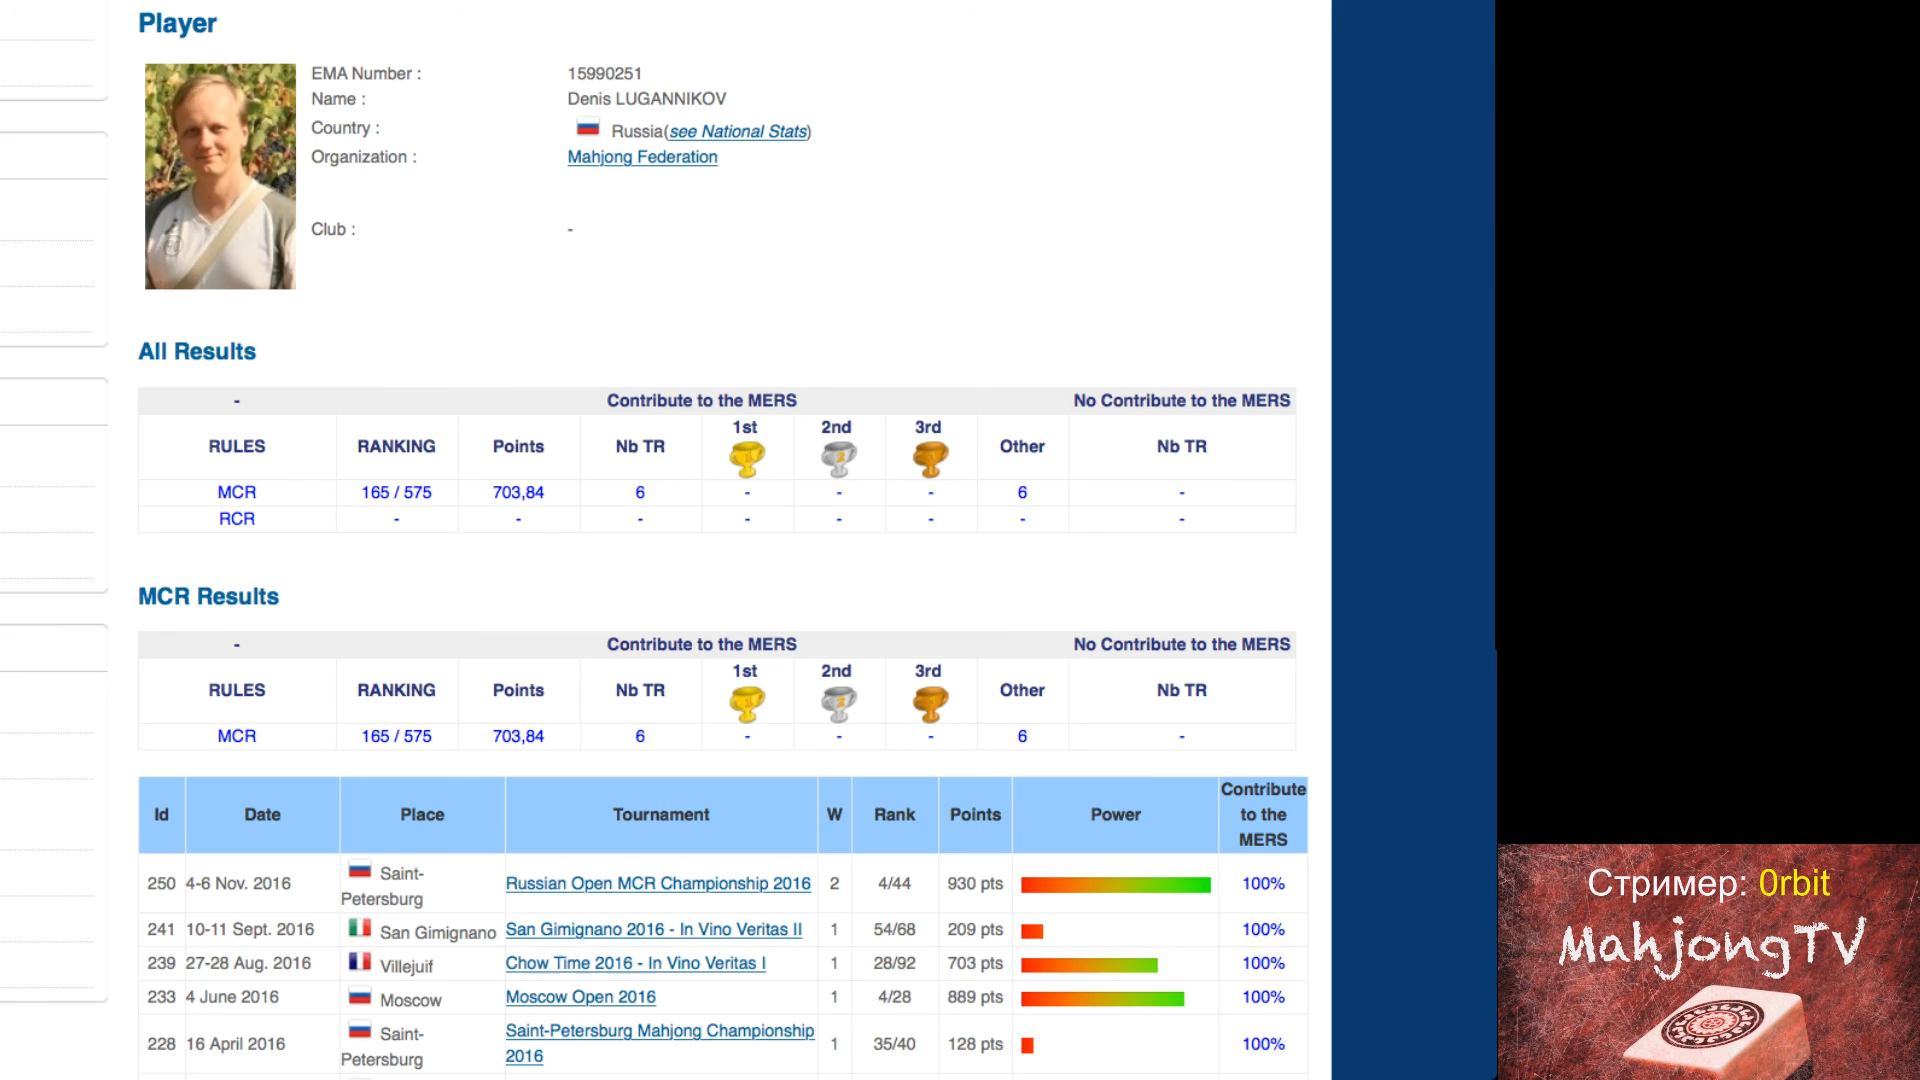 Player
EMA Number : 15990251
Name : Denis LUGANNIKOV
Country : Russia(see National Stats)
Organization : Mahjong Federation
Club : -
All Results
- Contribute to the MERS No Contribute to the MERS
RULES RANKING Points Nb TR 1st 2nd 3rd Other Nb TR
MCR 165 / 575 703,84 6 - - - 6 -
RCR - - - - - - - -
MCR Results
- Contribute to the MERS No Contribute to the MERS
RULES RANKING Points Nb TR 1st 2nd 3rd Other Nb TR
MCR 165 / 575 703,84 6 - - - 6 -
Id Date Place Tournament W Rank Points Power Contribute to the MERS
250 4-6 Nov. 2016 Saint-Petersburg Russian Open MCR Championship 2016 2 4/44 930 pts 100%
241 10-11 Sept. 2016 San Gimignano San Gimignano 2016 - In Vino Veritas II 1 54/68 209 pts 100%
239 27-28 Aug. 2016 Villejuif Chow Time 2016 - In Vino Veritas I 1 28/92 703 pts 100%
233 4 June 2016 Moscow Moscow Open 2016 1 4/28 889 pts 100%
228 16 April 2016 Saint-Petersburg Saint-Petersburg Mahjong Championship 2016 1 35/40 128 pts 100%
Стример: 0rbit
MahjongTV